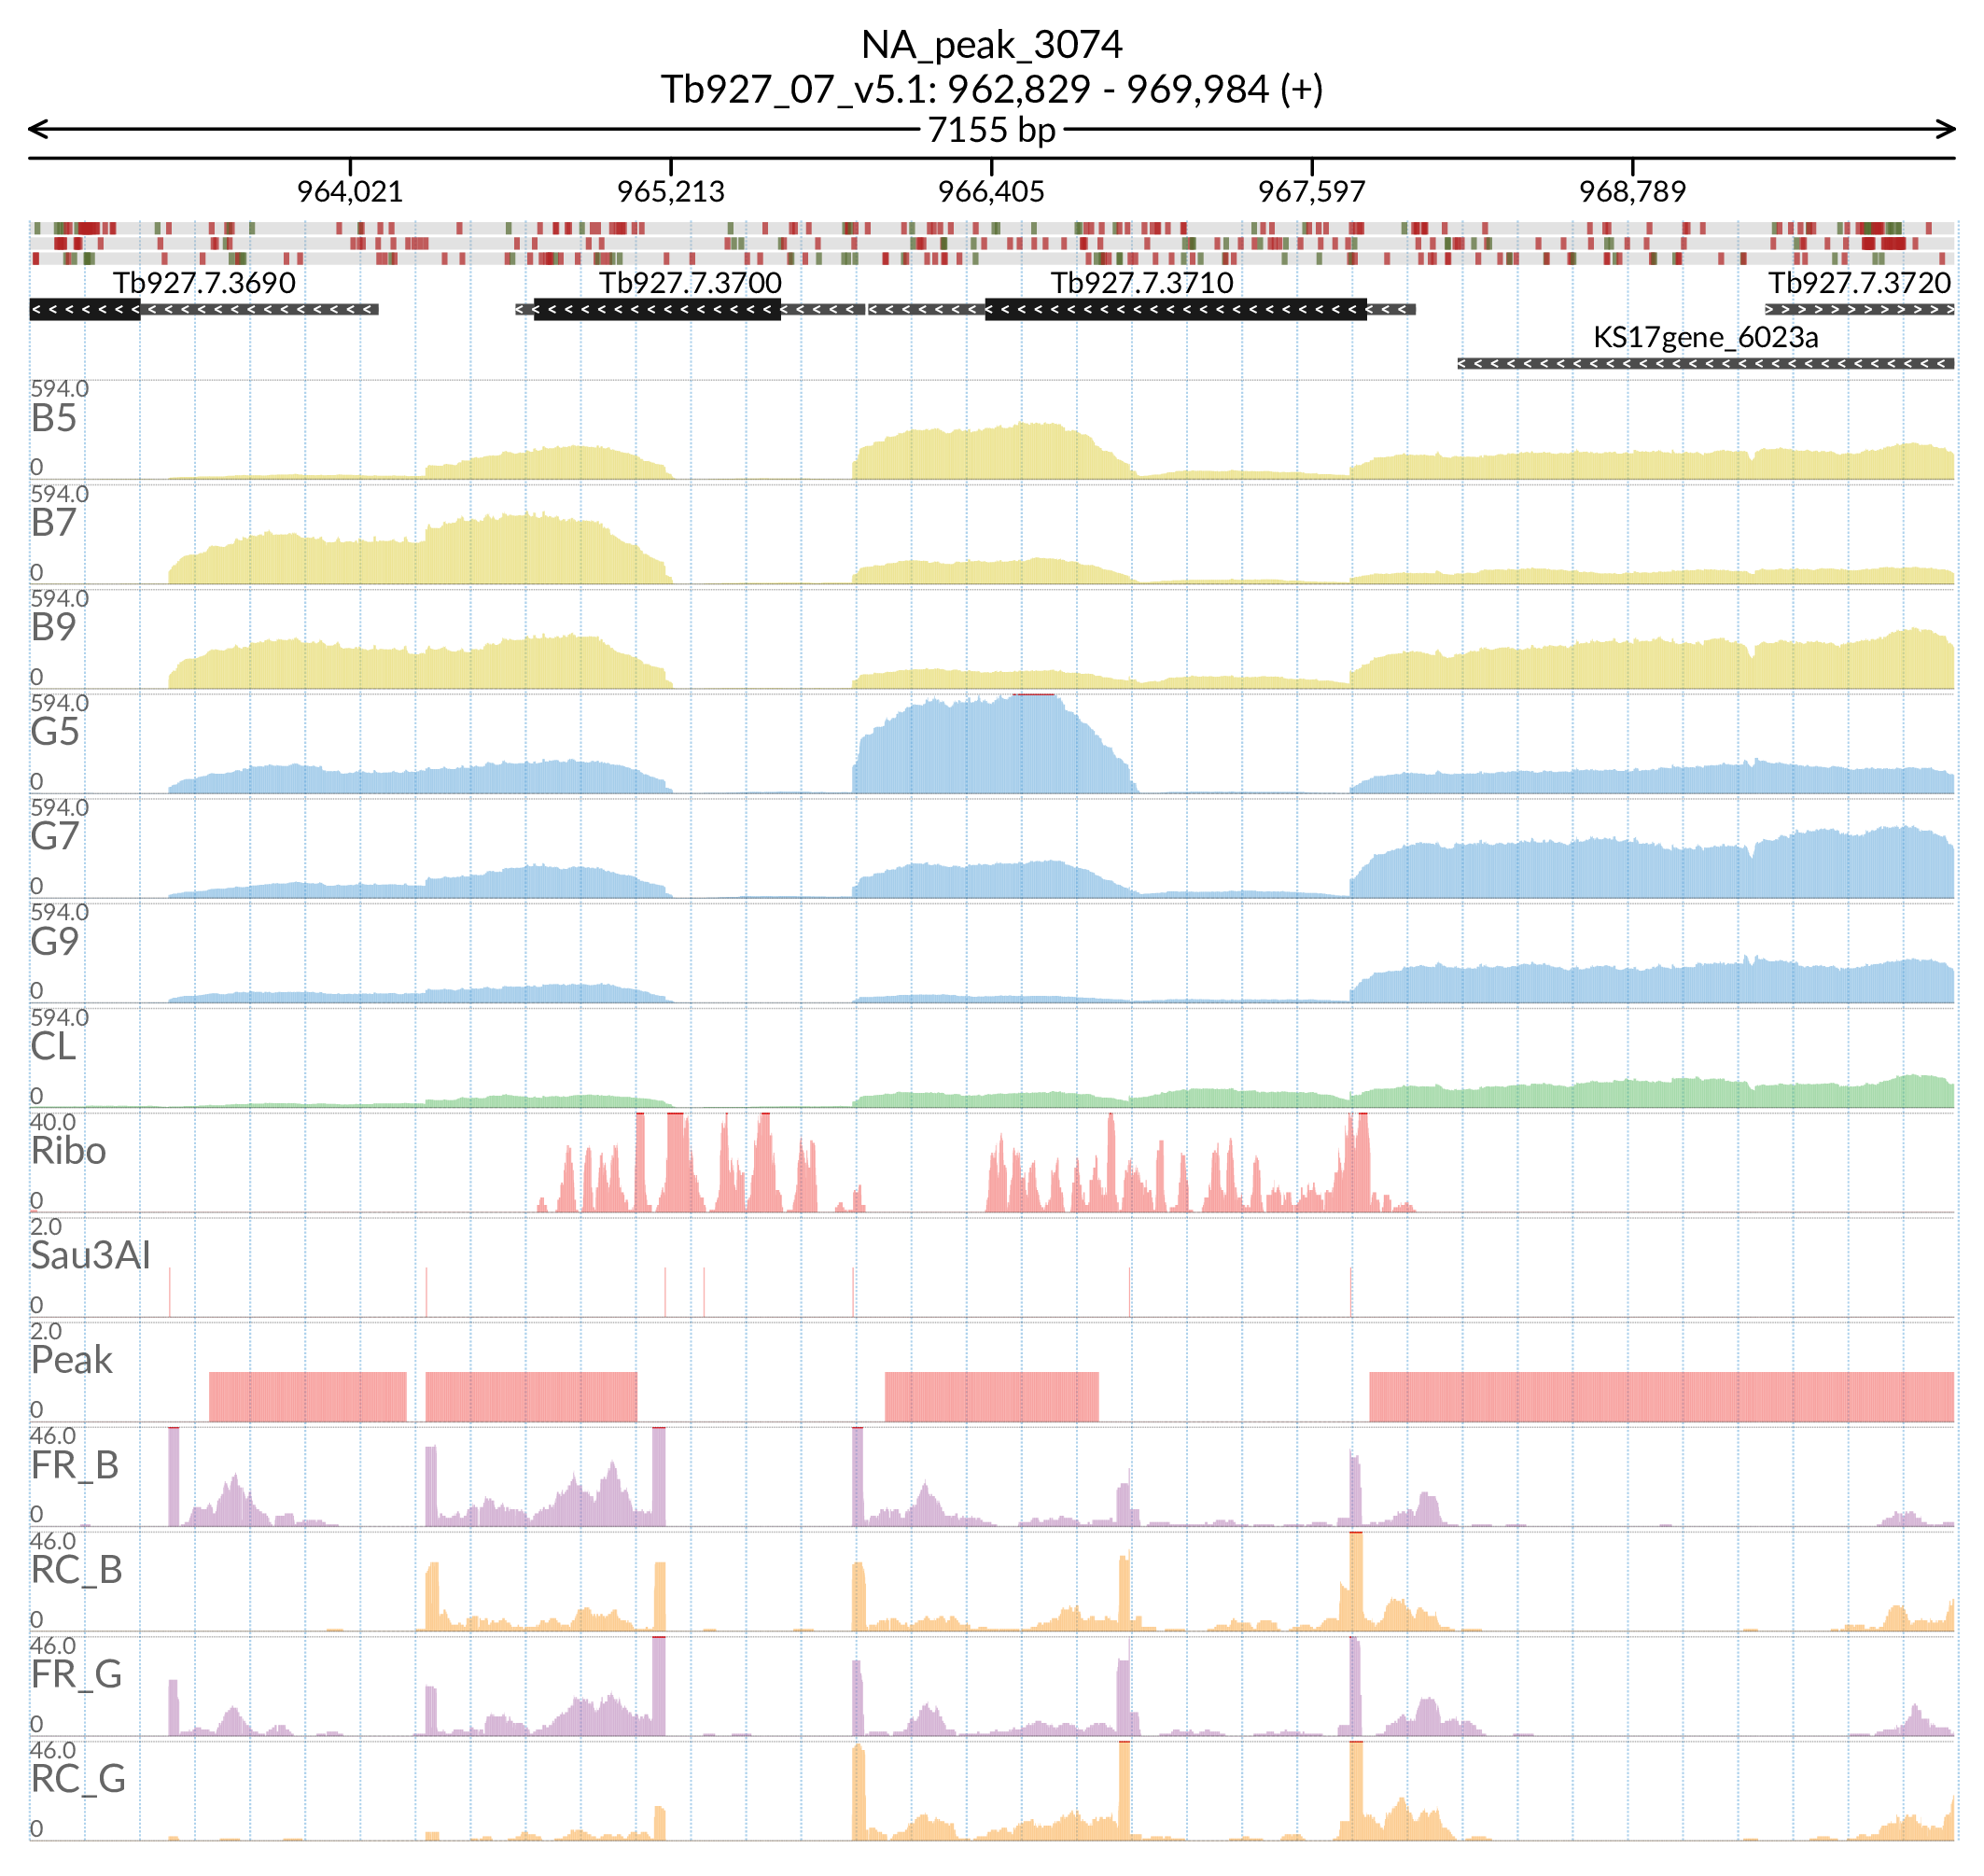 NA_peak_3074
Tb927_07_v5.1: 962,829 - 969,984 (+)
7155 bp
964,021 965,213 966,405 967,597 968,789
Tb927.7.3690 Tb927.7.3700 Tb927.7.3710 Tb927.7.3720
KS17gene_6023a
594.0
B5
0
594.0
B7
0
594.0
B9
0
594.0
G5
0
594.0
G7
0
594.0
G9
0
594.0
CL
0
40.0
Ribo
0
2.0
Sau3AI
0
2.0
Peak
0
46.0
FR_B
0
46.0
RC_B
0
46.0
FR_G
0
46.0
RC_G
0